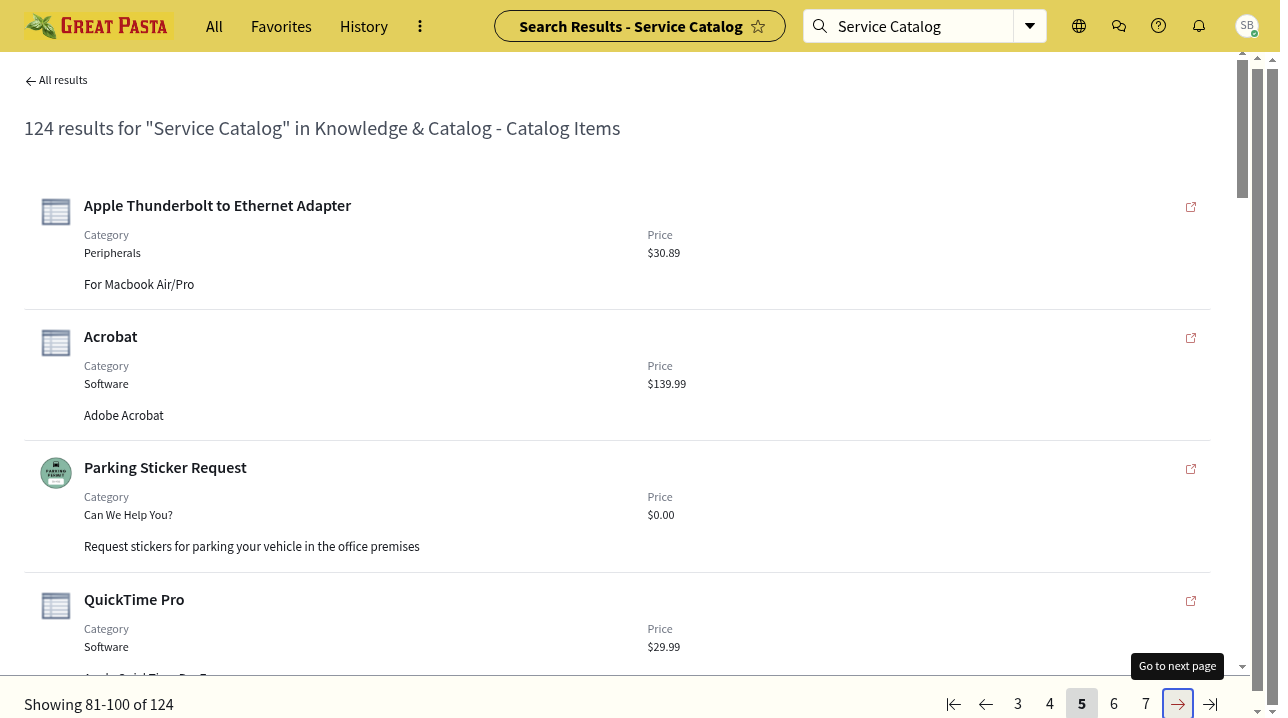 GREAT PASTA
All
Favorites
History
Search Results - Service Catalog
Service Catalog
SB
All results
124 results for "Service Catalog" in Knowledge & Catalog - Catalog Items
Apple Thunderbolt to Ethernet Adapter
Category
Price
Peripherals
$30.89
For Macbook Air/Pro
Acrobat
Category
Price
Software
$139.99
Adobe Acrobat
PARKING
PERMIT
Parking Sticker Request
Category
Price
Can We Help You?
$0.00
Request stickers for parking your vehicle in the office premises
QuickTime Pro
Category
Price
Software
$29.99
Go to next page
Showing 81-100 of 124
3
4
5
6
7